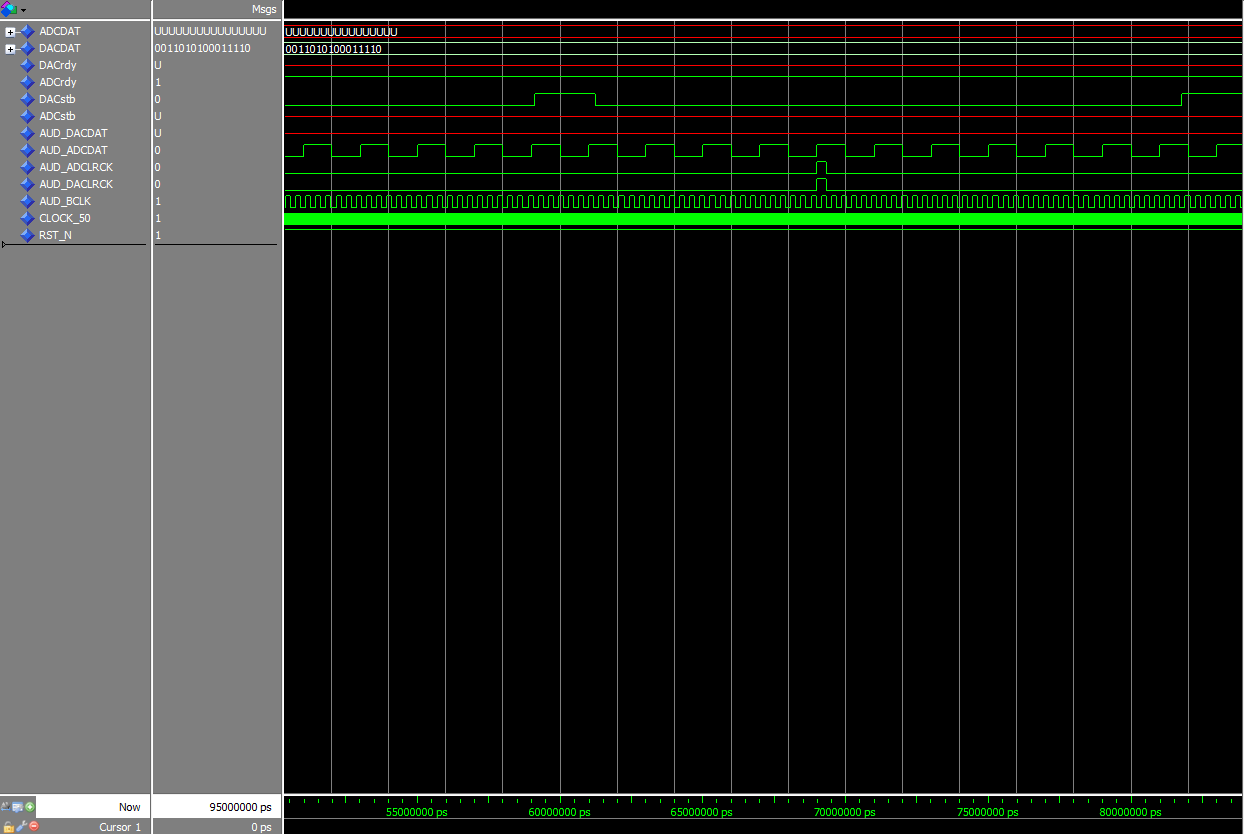 Msgs
ADCDAT UUUUUUUUUUUUUUUU UUUUUUUUUUUUUUUU
DACDAT 0011010100011110 0011010100011110
DACrdy U
ADCrdy 1
DACstb 0
ADCstb U
AUD_DACDAT U
AUD_ADCDAT 0
AUD_ADCLRCK 0
AUD_DACLRCK 0
AUD_BCLK 1
CLOCK_50 1
RST_N 1
Now 95000000 ps 55000000 ps 60000000 ps 65000000 ps 70000000 ps 75000000 ps 80000000 ps
Cursor 1 0 ps